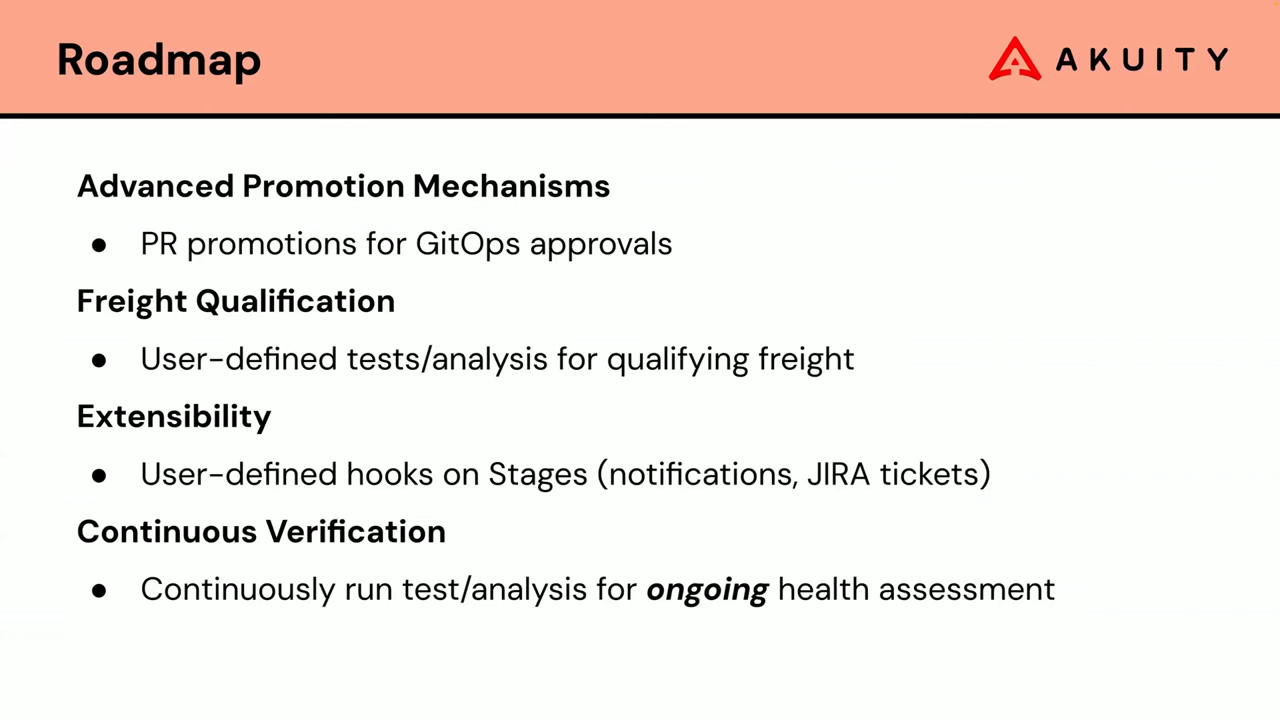 Roadmap
AKUITY
Advanced Promotion Mechanisms
● PR promotions for GitOps approvals
Freight Qualification
● User-defined tests/analysis for qualifying freight
Extensibility
● User-defined hooks on Stages (notifications, JIRA tickets)
Continuous Verification
● Continuously run test/analysis for ongoing health assessment